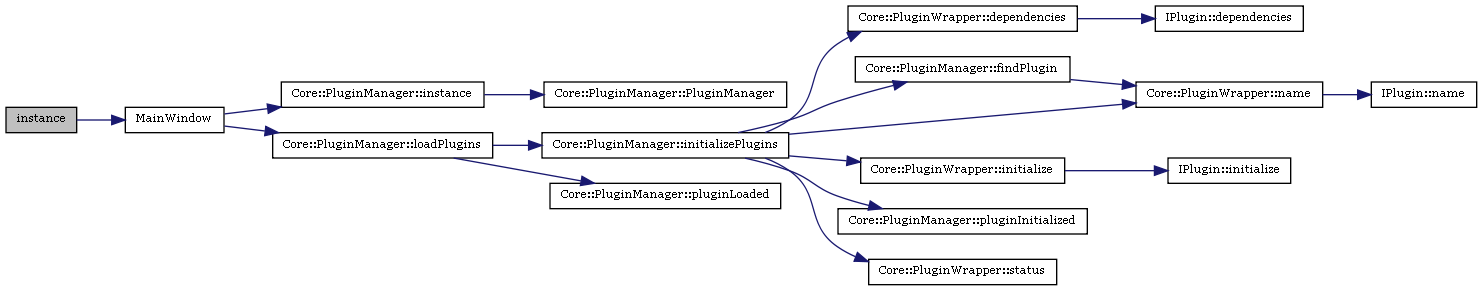 instance
MainWindow
Core::PluginManager::instance
Core::PluginManager::PluginManager
Core::PluginManager::loadPlugins
Core::PluginManager::initializePlugins
Core::PluginManager::pluginLoaded
Core::PluginWrapper::dependencies
IPlugin::dependencies
Core::PluginManager::findPlugin
Core::PluginWrapper::name
IPlugin::name
Core::PluginWrapper::initialize
IPlugin::initialize
Core::PluginManager::pluginInitialized
Core::PluginWrapper::status